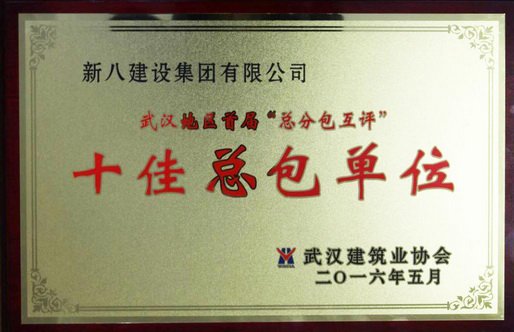 新八建设集团有限公司
武汉地区首届“总分包互评”
十佳总包单位
武汉建筑业协会
二〇一六年五月